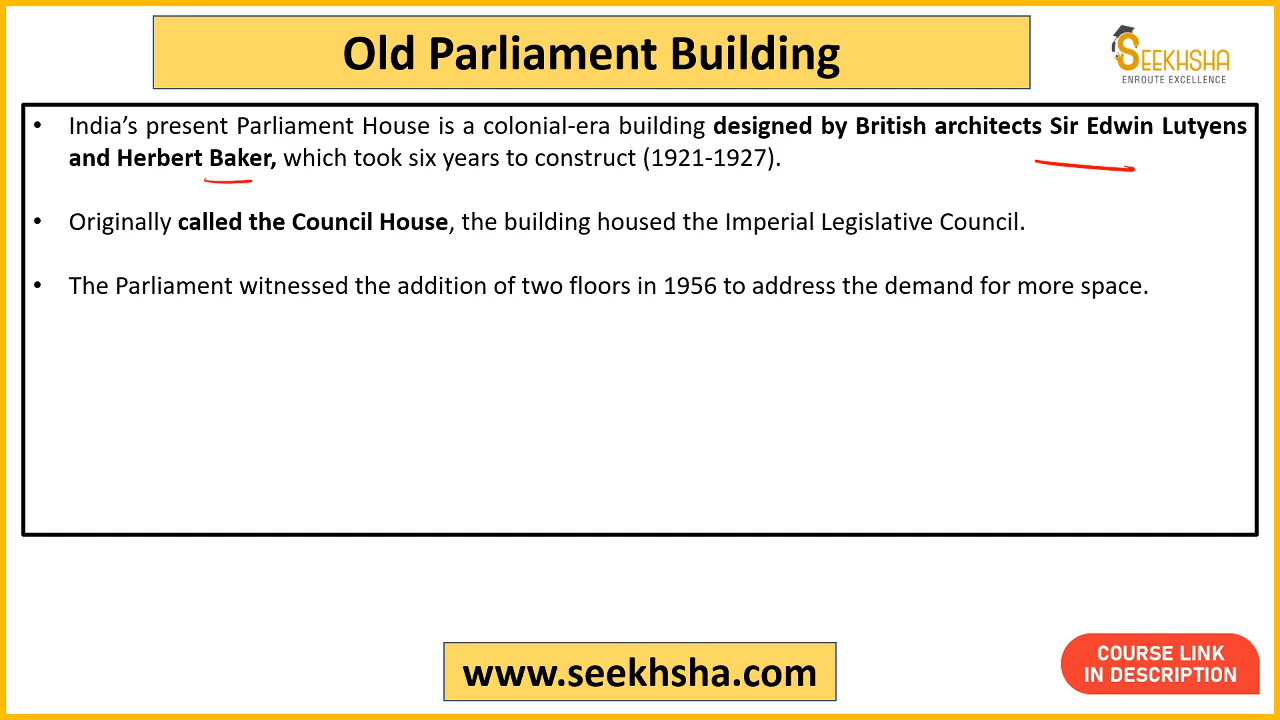 Old Parliament Building
SEEKHSHA
ENROUTE EXCELLENCE
• India’s present Parliament House is a colonial-era building designed by British architects Sir Edwin Lutyens
and Herbert Baker, which took six years to construct (1921-1927).
• Originally called the Council House, the building housed the Imperial Legislative Council.
• The Parliament witnessed the addition of two floors in 1956 to address the demand for more space.
www.seekhsha.com
COURSE LINK
IN DESCRIPTION